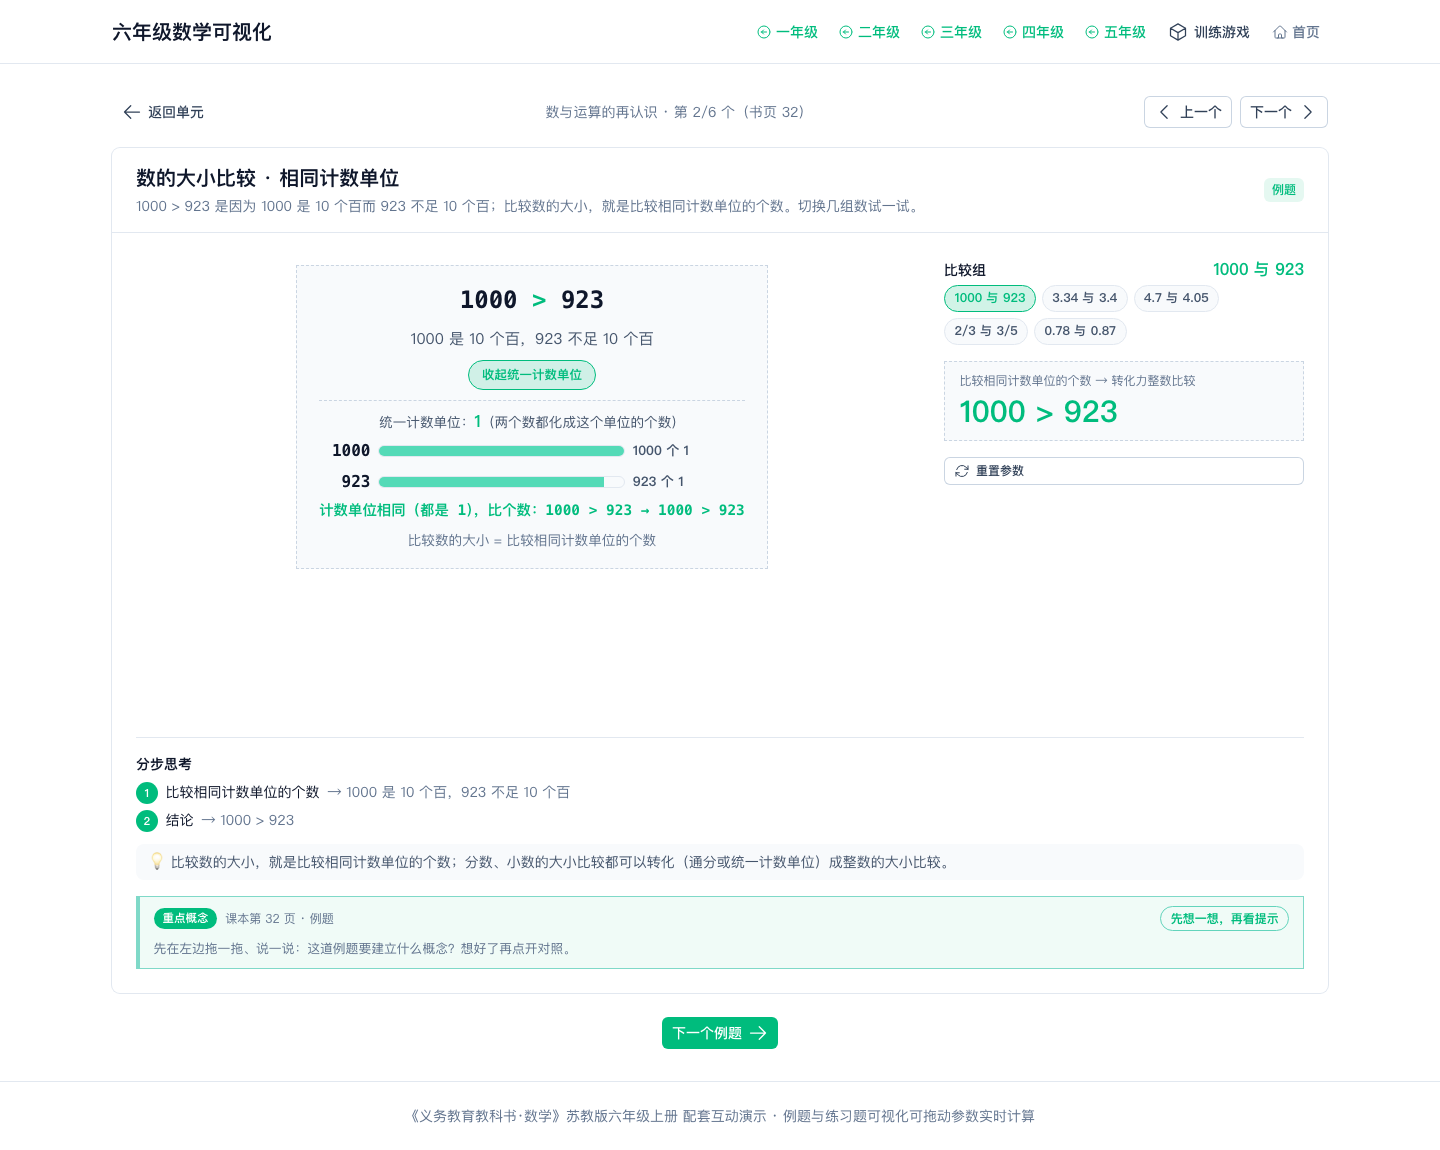 六年级数学可视化
一年级 二年级 三年级 四年级 五年级 训练游戏 首页
返回单元
数与运算的再认识 · 第 2/6 个（书页 32）
上一个 下一个
数的大小比较 · 相同计数单位
1000 > 923 是因为 1000 是 10 个百而 923 不足 10 个百；比较数的大小，就是比较相同计数单位的个数。切换几组数试一试。
例题
1000 > 923
1000 是 10 个百，923 不足 10 个百
收起统一计数单位
统一计数单位：1（两个数都化成这个单位的个数）
1000 1000 个 1
923 923 个 1
计数单位相同（都是 1），比个数：1000 > 923 → 1000 > 923
比较数的大小 = 比较相同计数单位的个数
比较组 1000 与 923
1000 与 923 3.34 与 3.4 4.7 与 4.05
2/3 与 3/5 0.78 与 0.87
比较相同计数单位的个数 → 转化力整数比较
1000 > 923
重置参数
分步思考
1 比较相同计数单位的个数 → 1000 是 10 个百，923 不足 10 个百
2 结论 → 1000 > 923
💡 比较数的大小，就是比较相同计数单位的个数；分数、小数的大小比较都可以转化（通分或统一计数单位）成整数的大小比较。
重点概念 课本第 32 页 · 例题
先想一想，再看提示
先在左边拖一拖、说一说：这道例题要建立什么概念？想好了再点开对照。
下一个例题
《义务教育教科书·数学》苏教版六年级上册 配套互动演示 · 例题与练习题可视化可拖动参数实时计算